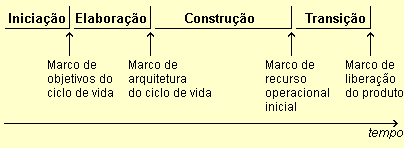 Iniciação Elaboração Construção Transição
Marco de objetivos do ciclo de vida
Marco de arquitetura do ciclo de vida
Marco de recurso operacional inicial
Marco de liberação do produto
tempo